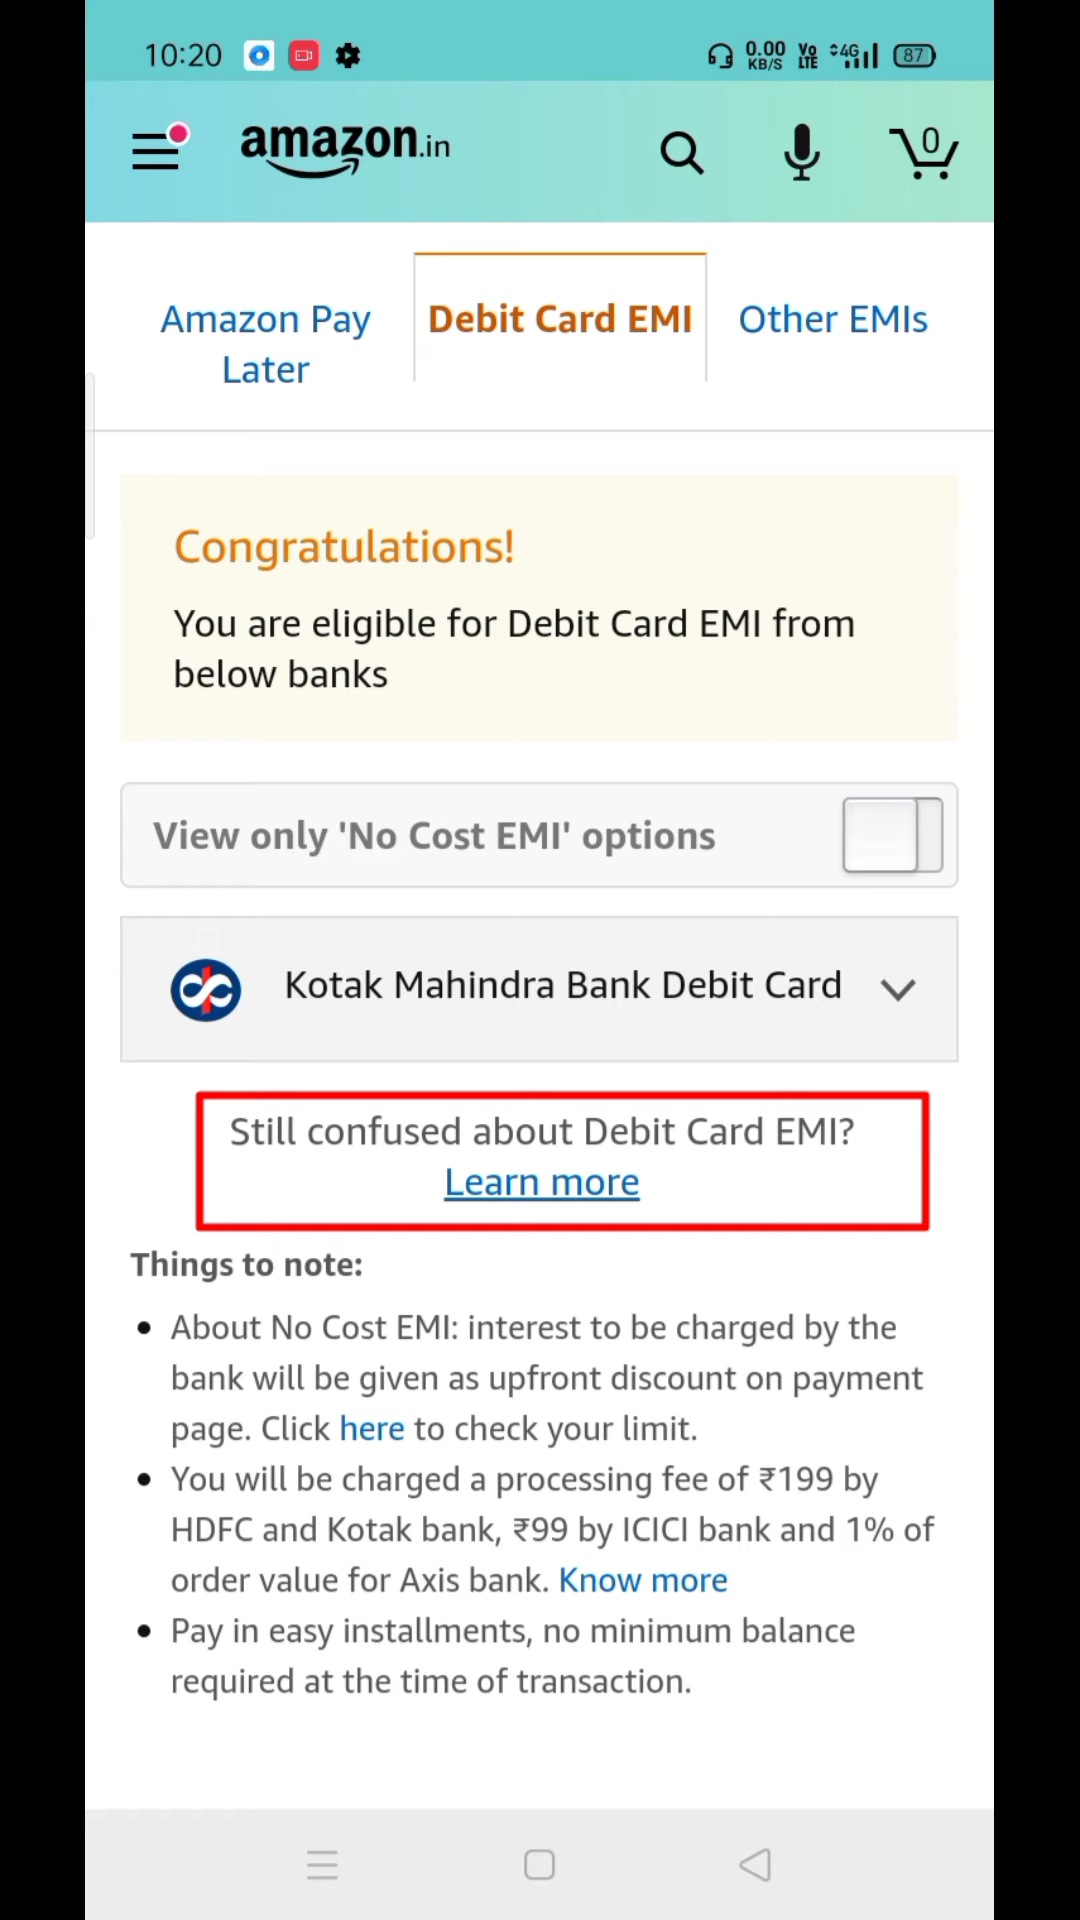 10:20
0.00
KB/S
Vo
LTE
4G
87
amazon.in
0
Amazon Pay
Later
Debit Card EMI
Other EMIs
Congratulations!
You are eligible for Debit Card EMI from
below banks
View only 'No Cost EMI' options
Kotak Mahindra Bank Debit Card
Still confused about Debit Card EMI?
Learn more
Things to note:
• About No Cost EMI: interest to be charged by the
bank will be given as upfront discount on payment
page. Click here to check your limit.
• You will be charged a processing fee of ₹199 by
HDFC and Kotak bank, ₹99 by ICICI bank and 1% of
order value for Axis bank. Know more
• Pay in easy installments, no minimum balance
required at the time of transaction.